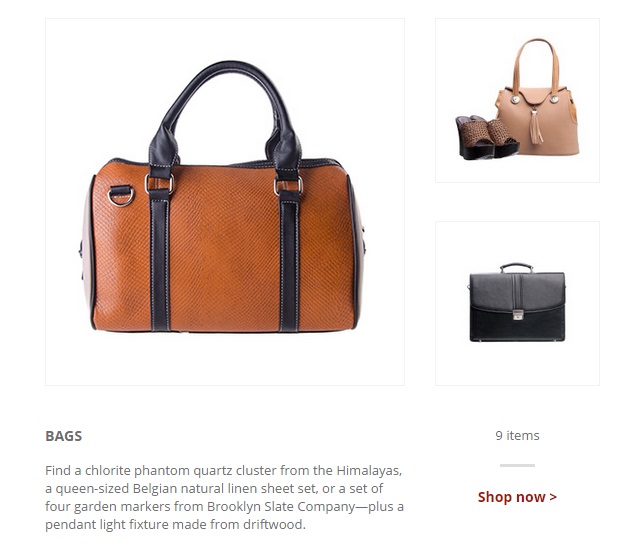 BAGS
Find a chlorite phantom quartz cluster from the Himalayas,
a queen-sized Belgian natural linen sheet set, or a set of
four garden markers from Brooklyn Slate Company—plus a
pendant light fixture made from driftwood.
9 items
Shop now >